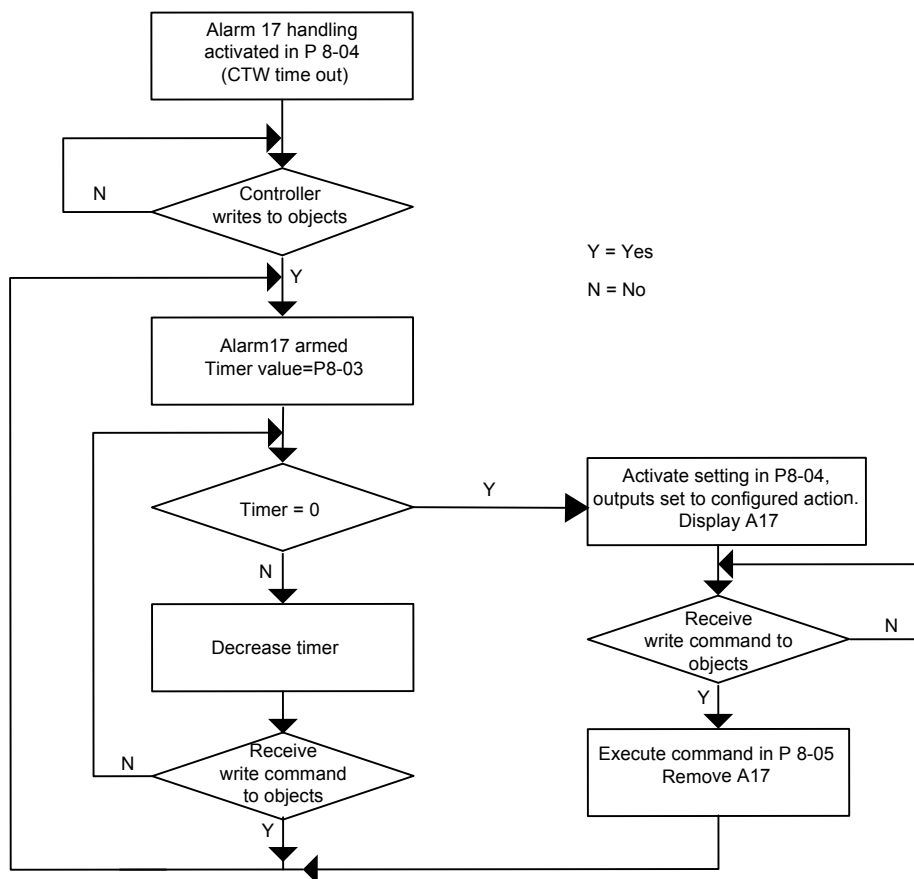 Alarm 17 handling
activated in P 8-04
(CTW time out)
N
Controller
writes to objects
Y = Yes
Y
N = No
Alarm17 armed
Timer value=P8-03
Timer = 0
Y
Activate setting in P8-04,
outputs set to configured action.
Display A17
N
Decrease timer
Receive
write command to
objects
N
Y
N
Receive
write command
to objects
Execute command in P 8-05
Remove A17
Y